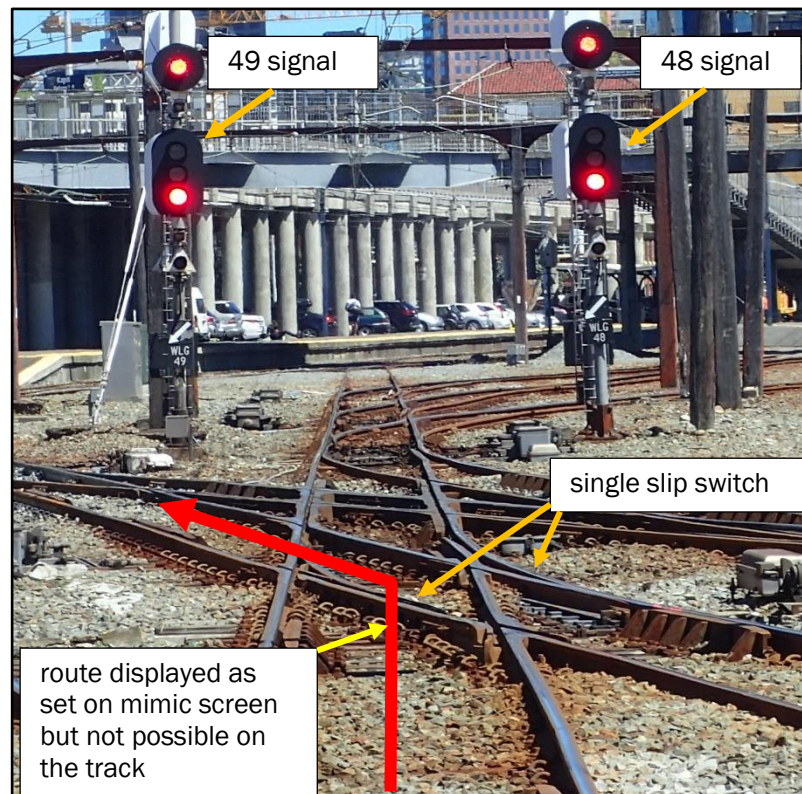 49 signal
48 signal
WLG
49
WLG
48
single slip switch
route displayed as
set on mimic screen
but not possible on
the track